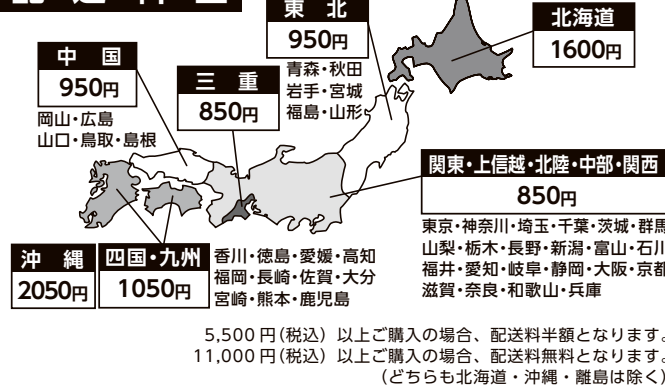 東 北
950円
青森・秋田
岩手・宮城
福島・山形
北海道
1600円
中 国
950円
岡山・広島
山口・鳥取・島根
三 重
850円
関東・上信越・北陸・中部・関西
850円
東京・神奈川・埼玉・千葉・茨城・群馬
山梨・栃木・長野・新潟・富山・石川
福井・愛知・岐阜・静岡・大阪・京都
滋賀・奈良・和歌山・兵庫
沖 縄
2050円
四国・九州
1050円
香川・徳島・愛媛・高知
福岡・長崎・佐賀・大分
宮崎・熊本・鹿児島
5,500 円(税込) 以上ご購入の場合、配送料半額となります。
11,000 円(税込) 以上ご購入の場合、配送料無料となります。
(どちらも北海道・沖縄・離島は除く)